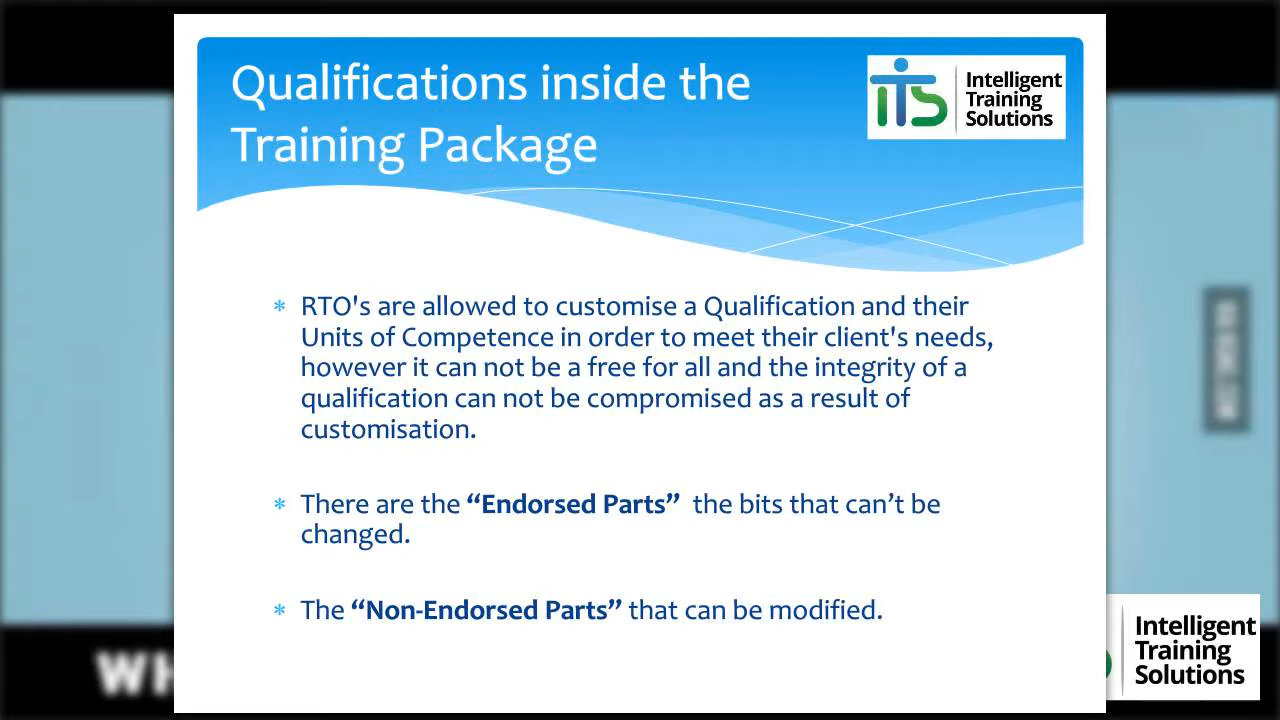 Qualifications inside the
Training Package
iTS
Intelligent
Training
Solutions
* RTO's are allowed to customise a Qualification and their
Units of Competence in order to meet their client's needs,
however it can not be a free for all and the integrity of a
qualification can not be compromised as a result of
customisation.
* There are the “Endorsed Parts” the bits that can’t be
changed.
* The “Non-Endorsed Parts” that can be modified.
Intelligent
Training
Solutions
WH